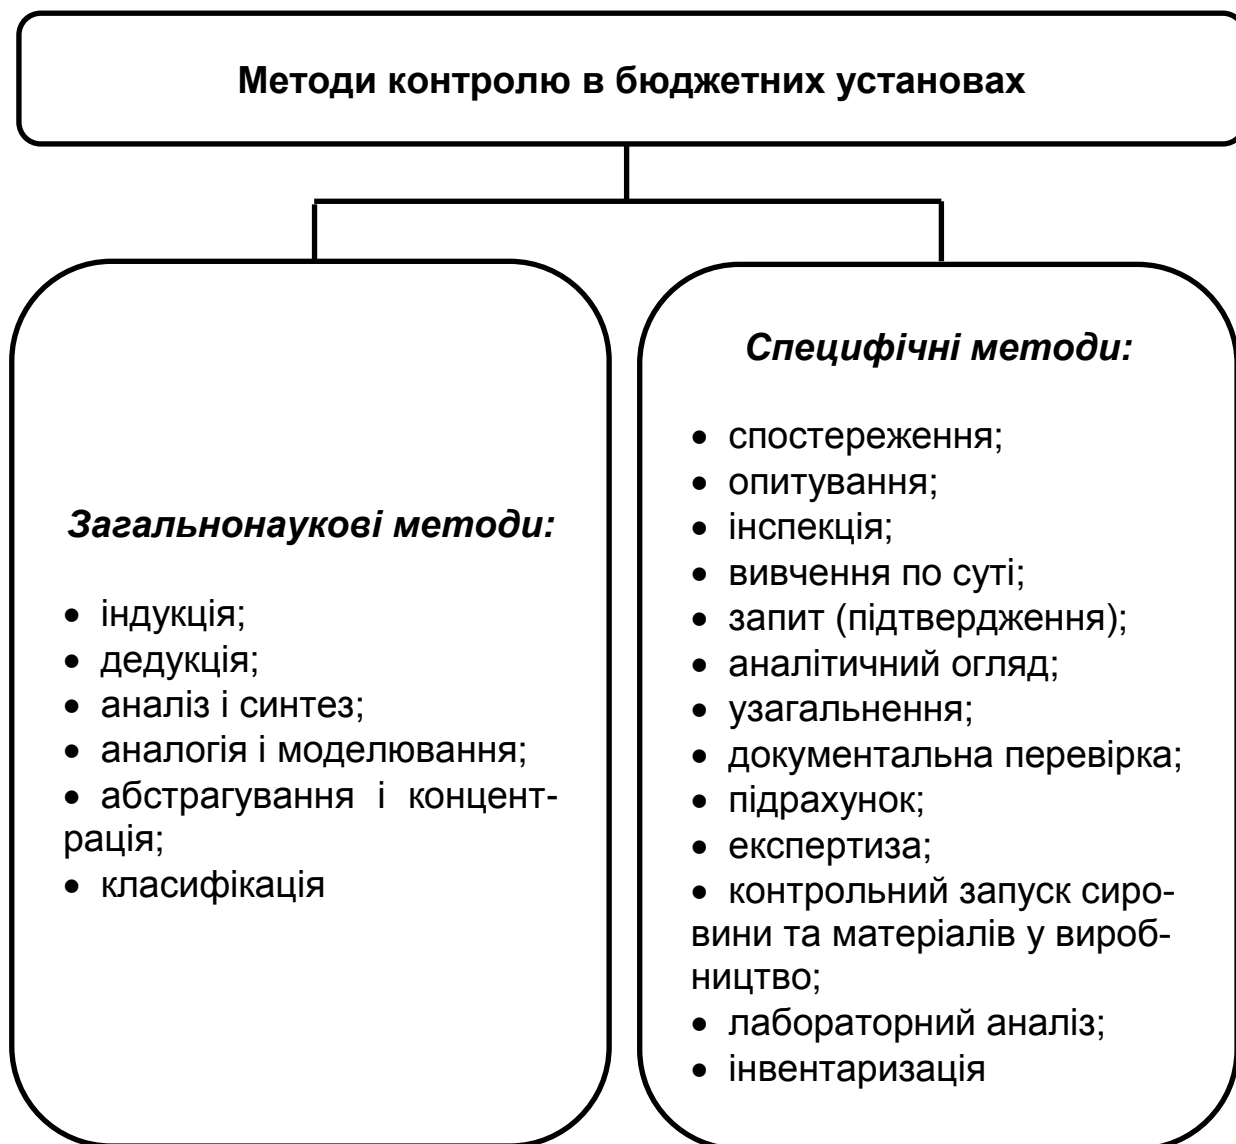 Методи контролю в бюджетних установах
Загальнонаукові методи:
• індукція;
• дедукція;
• аналіз і синтез;
• аналогія і моделювання;
• абстрагування і концент-
рація;
• класифікація
Специфічні методи:
• спостереження;
• опитування;
• інспекція;
• вивчення по суті;
• запит (підтвердження);
• аналітичний огляд;
• узагальнення;
• документальна перевірка;
• підрахунок;
• експертиза;
• контрольний запуск сиро-
вини та матеріалів у вироб-
ництво;
• лабораторний аналіз;
• інвентаризація